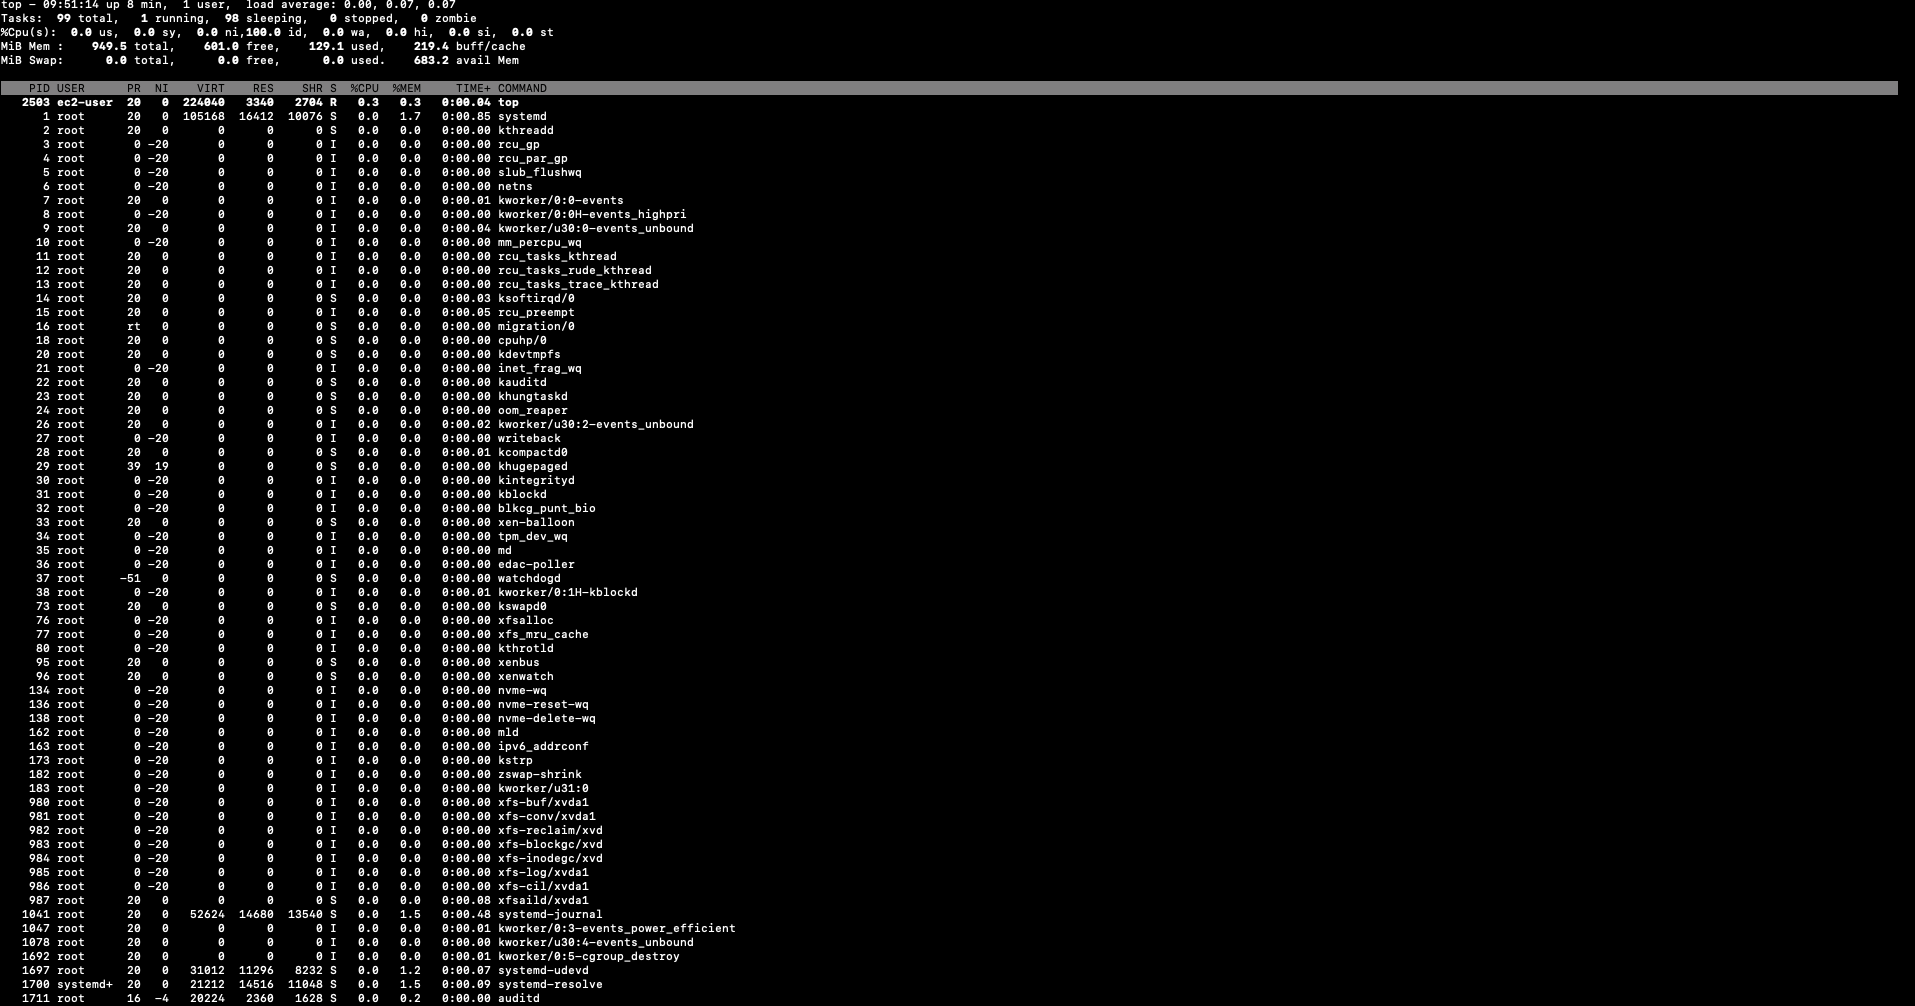 top - 09:51:14 up 8 min,  1 user,  load average: 0.00, 0.07, 0.07
Tasks:  99 total,   1 running,  98 sleeping,   0 stopped,   0 zombie
%Cpu(s):  0.0 us,  0.0 sy,  0.0 ni,100.0 id,  0.0 wa,  0.0 hi,  0.0 si,  0.0 st
MiB Mem :    949.5 total,    601.0 free,    129.1 used,    219.4 buff/cache
MiB Swap:      0.0 total,      0.0 free,      0.0 used.    683.2 avail Mem
PID USER PR NI VIRT RES SHR S %CPU %MEM TIME+ COMMAND
2503 ec2-user 20 0 224040 3340 2704 R 0.3 0.3 0:00.04 top
1 root 20 0 105168 16412 10076 S 0.0 1.7 0:00.85 systemd
2 root 20 0 0 0 0 S 0.0 0.0 0:00.00 kthreadd
3 root 0 -20 0 0 0 I 0.0 0.0 0:00.00 rcu_gp
4 root 0 -20 0 0 0 I 0.0 0.0 0:00.00 rcu_par_gp
5 root 0 -20 0 0 0 I 0.0 0.0 0:00.00 slub_flushwq
6 root 0 -20 0 0 0 I 0.0 0.0 0:00.00 netns
7 root 20 0 0 0 0 I 0.0 0.0 0:00.01 kworker/0:0-events
8 root 0 -20 0 0 0 I 0.0 0.0 0:00.00 kworker/0:0H-events_highpri
9 root 20 0 0 0 0 I 0.0 0.0 0:00.04 kworker/u30:0-events_unbound
10 root 0 -20 0 0 0 I 0.0 0.0 0:00.00 mm_percpu_wq
11 root 20 0 0 0 0 I 0.0 0.0 0:00.00 rcu_tasks_kthread
12 root 20 0 0 0 0 I 0.0 0.0 0:00.00 rcu_tasks_rude_kthread
13 root 20 0 0 0 0 I 0.0 0.0 0:00.00 rcu_tasks_trace_kthread
14 root 20 0 0 0 0 S 0.0 0.0 0:00.03 ksoftirqd/0
15 root 20 0 0 0 0 I 0.0 0.0 0:00.05 rcu_preempt
16 root rt 0 0 0 0 S 0.0 0.0 0:00.00 migration/0
18 root 20 0 0 0 0 S 0.0 0.0 0:00.00 cpuhp/0
20 root 20 0 0 0 0 S 0.0 0.0 0:00.00 kdevtmpfs
21 root 0 -20 0 0 0 I 0.0 0.0 0:00.00 inet_frag_wq
22 root 20 0 0 0 0 S 0.0 0.0 0:00.00 kauditd
23 root 20 0 0 0 0 S 0.0 0.0 0:00.00 khungtaskd
24 root 20 0 0 0 0 S 0.0 0.0 0:00.00 oom_reaper
26 root 20 0 0 0 0 I 0.0 0.0 0:00.02 kworker/u30:2-events_unbound
27 root 0 -20 0 0 0 I 0.0 0.0 0:00.00 writeback
28 root 20 0 0 0 0 S 0.0 0.0 0:00.01 kcompactd0
29 root 39 19 0 0 0 S 0.0 0.0 0:00.00 khugepaged
30 root 0 -20 0 0 0 I 0.0 0.0 0:00.00 kintegrityd
31 root 0 -20 0 0 0 I 0.0 0.0 0:00.00 kblockd
32 root 0 -20 0 0 0 I 0.0 0.0 0:00.00 blkcg_punt_bio
33 root 20 0 0 0 0 S 0.0 0.0 0:00.00 xen-balloon
34 root 0 -20 0 0 0 I 0.0 0.0 0:00.00 tpm_dev_wq
35 root 0 -20 0 0 0 I 0.0 0.0 0:00.00 md
36 root 0 -20 0 0 0 I 0.0 0.0 0:00.00 edac-poller
37 root -51 0 0 0 0 S 0.0 0.0 0:00.00 watchdogd
38 root 0 -20 0 0 0 I 0.0 0.0 0:00.01 kworker/0:1H-kblockd
73 root 20 0 0 0 0 S 0.0 0.0 0:00.00 kswapd0
76 root 0 -20 0 0 0 I 0.0 0.0 0:00.00 xfsalloc
77 root 0 -20 0 0 0 I 0.0 0.0 0:00.00 xfs_mru_cache
80 root 0 -20 0 0 0 I 0.0 0.0 0:00.00 kthrotld
95 root 20 0 0 0 0 S 0.0 0.0 0:00.00 xenbus
96 root 20 0 0 0 0 S 0.0 0.0 0:00.00 xenwatch
134 root 0 -20 0 0 0 I 0.0 0.0 0:00.00 nvme-wq
136 root 0 -20 0 0 0 I 0.0 0.0 0:00.00 nvme-reset-wq
138 root 0 -20 0 0 0 I 0.0 0.0 0:00.00 nvme-delete-wq
162 root 0 -20 0 0 0 I 0.0 0.0 0:00.00 mld
163 root 0 -20 0 0 0 I 0.0 0.0 0:00.00 ipv6_addrconf
173 root 0 -20 0 0 0 I 0.0 0.0 0:00.00 kstrp
182 root 0 -20 0 0 0 I 0.0 0.0 0:00.00 zswap-shrink
183 root 0 -20 0 0 0 I 0.0 0.0 0:00.00 kworker/u31:0
980 root 0 -20 0 0 0 I 0.0 0.0 0:00.00 xfs-buf/xvda1
981 root 0 -20 0 0 0 I 0.0 0.0 0:00.00 xfs-conv/xvda1
982 root 0 -20 0 0 0 I 0.0 0.0 0:00.00 xfs-reclaim/xvd
983 root 0 -20 0 0 0 I 0.0 0.0 0:00.00 xfs-blockgc/xvd
984 root 0 -20 0 0 0 I 0.0 0.0 0:00.00 xfs-inodegc/xvd
985 root 0 -20 0 0 0 I 0.0 0.0 0:00.00 xfs-log/xvda1
986 root 0 -20 0 0 0 I 0.0 0.0 0:00.00 xfs-cil/xvda1
987 root 20 0 0 0 0 S 0.0 0.0 0:00.08 xfsaild/xvda1
1041 root 20 0 52624 14680 13540 S 0.0 1.5 0:00.48 systemd-journal
1047 root 20 0 0 0 0 I 0.0 0.0 0:00.01 kworker/0:3-events_power_efficient
1078 root 20 0 0 0 0 I 0.0 0.0 0:00.00 kworker/u30:4-events_unbound
1692 root 20 0 0 0 0 I 0.0 0.0 0:00.01 kworker/0:5-cgroup_destroy
1697 root 20 0 31012 11296 8232 S 0.0 1.2 0:00.07 systemd-udevd
1700 systemd+ 20 0 21212 14516 11048 S 0.0 1.5 0:00.09 systemd-resolve
1711 root 16 -4 20224 2360 1628 S 0.0 0.2 0:00.00 auditd